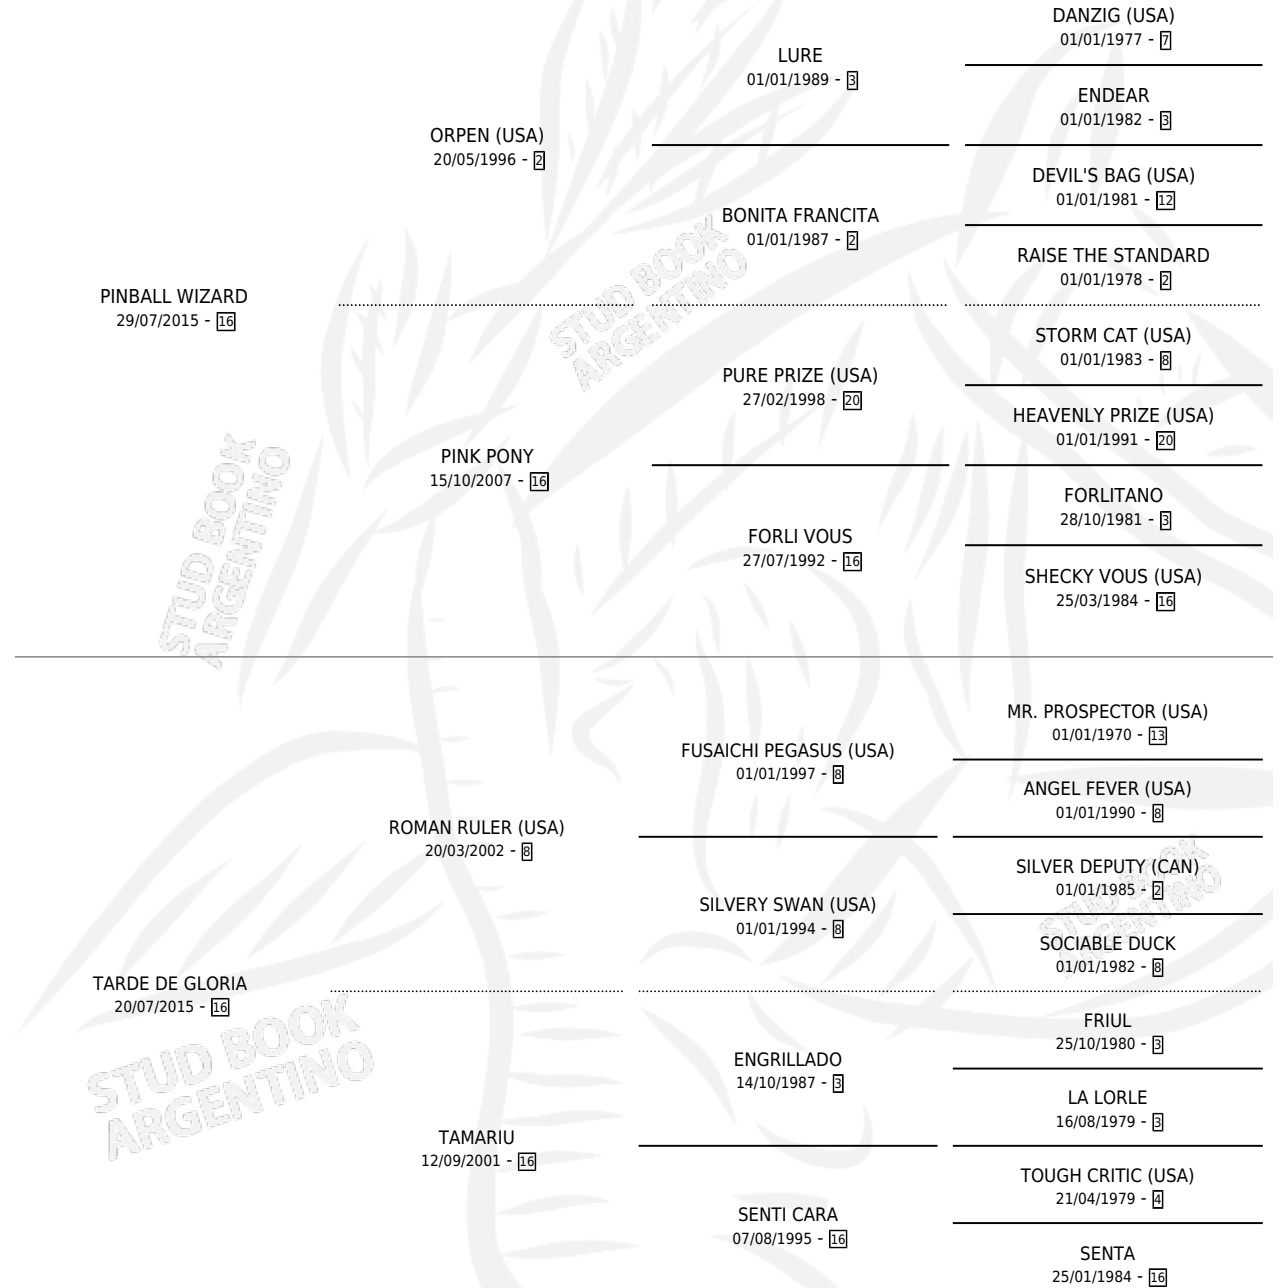 DANZIG (USA)
01/01/1977 - 7
LURE
01/01/1989 - 3
ENDEAR
01/01/1982 - 3
ORPEN (USA)
20/05/1996 - 2
DEVIL'S BAG (USA)
01/01/1981 - 12
BONITA FRANCITA
01/01/1987 - 2
RAISE THE STANDARD
01/01/1978 - 2
PINBALL WIZARD
29/07/2015 - 16
STORM CAT (USA)
01/01/1983 - 8
PURE PRIZE (USA)
27/02/1998 - 20
HEAVENLY PRIZE (USA)
01/01/1991 - 20
PINK PONY
15/10/2007 - 16
FORLITANO
28/10/1981 - 3
FORLI VOUS
27/07/1992 - 16
SHECKY VOUS (USA)
25/03/1984 - 16
STUD BOOK
ARGENTINO
STUD BOOK
ARGENTINO
MR. PROSPECTOR (USA)
01/01/1970 - 13
FUSAICHI PEGASUS (USA)
01/01/1997 - 8
ANGEL FEVER (USA)
01/01/1990 - 8
ROMAN RULER (USA)
20/03/2002 - 8
SILVER DEPUTY (CAN)
01/01/1985 - 2
SILVERY SWAN (USA)
01/01/1994 - 8
SOCIABLE DUCK
01/01/1982 - 8
STUD BOOK
ARGENTINO
TARDE DE GLORIA
20/07/2015 - 16
FRIUL
25/10/1980 - 3
ENGRILLADO
14/10/1987 - 3
LA LORLE
16/08/1979 - 3
TAMARIU
12/09/2001 - 16
TOUGH CRITIC (USA)
21/04/1979 - 4
SENTI CARA
07/08/1995 - 16
SENTA
25/01/1984 - 16
STUD BOOK
ARGENTINO